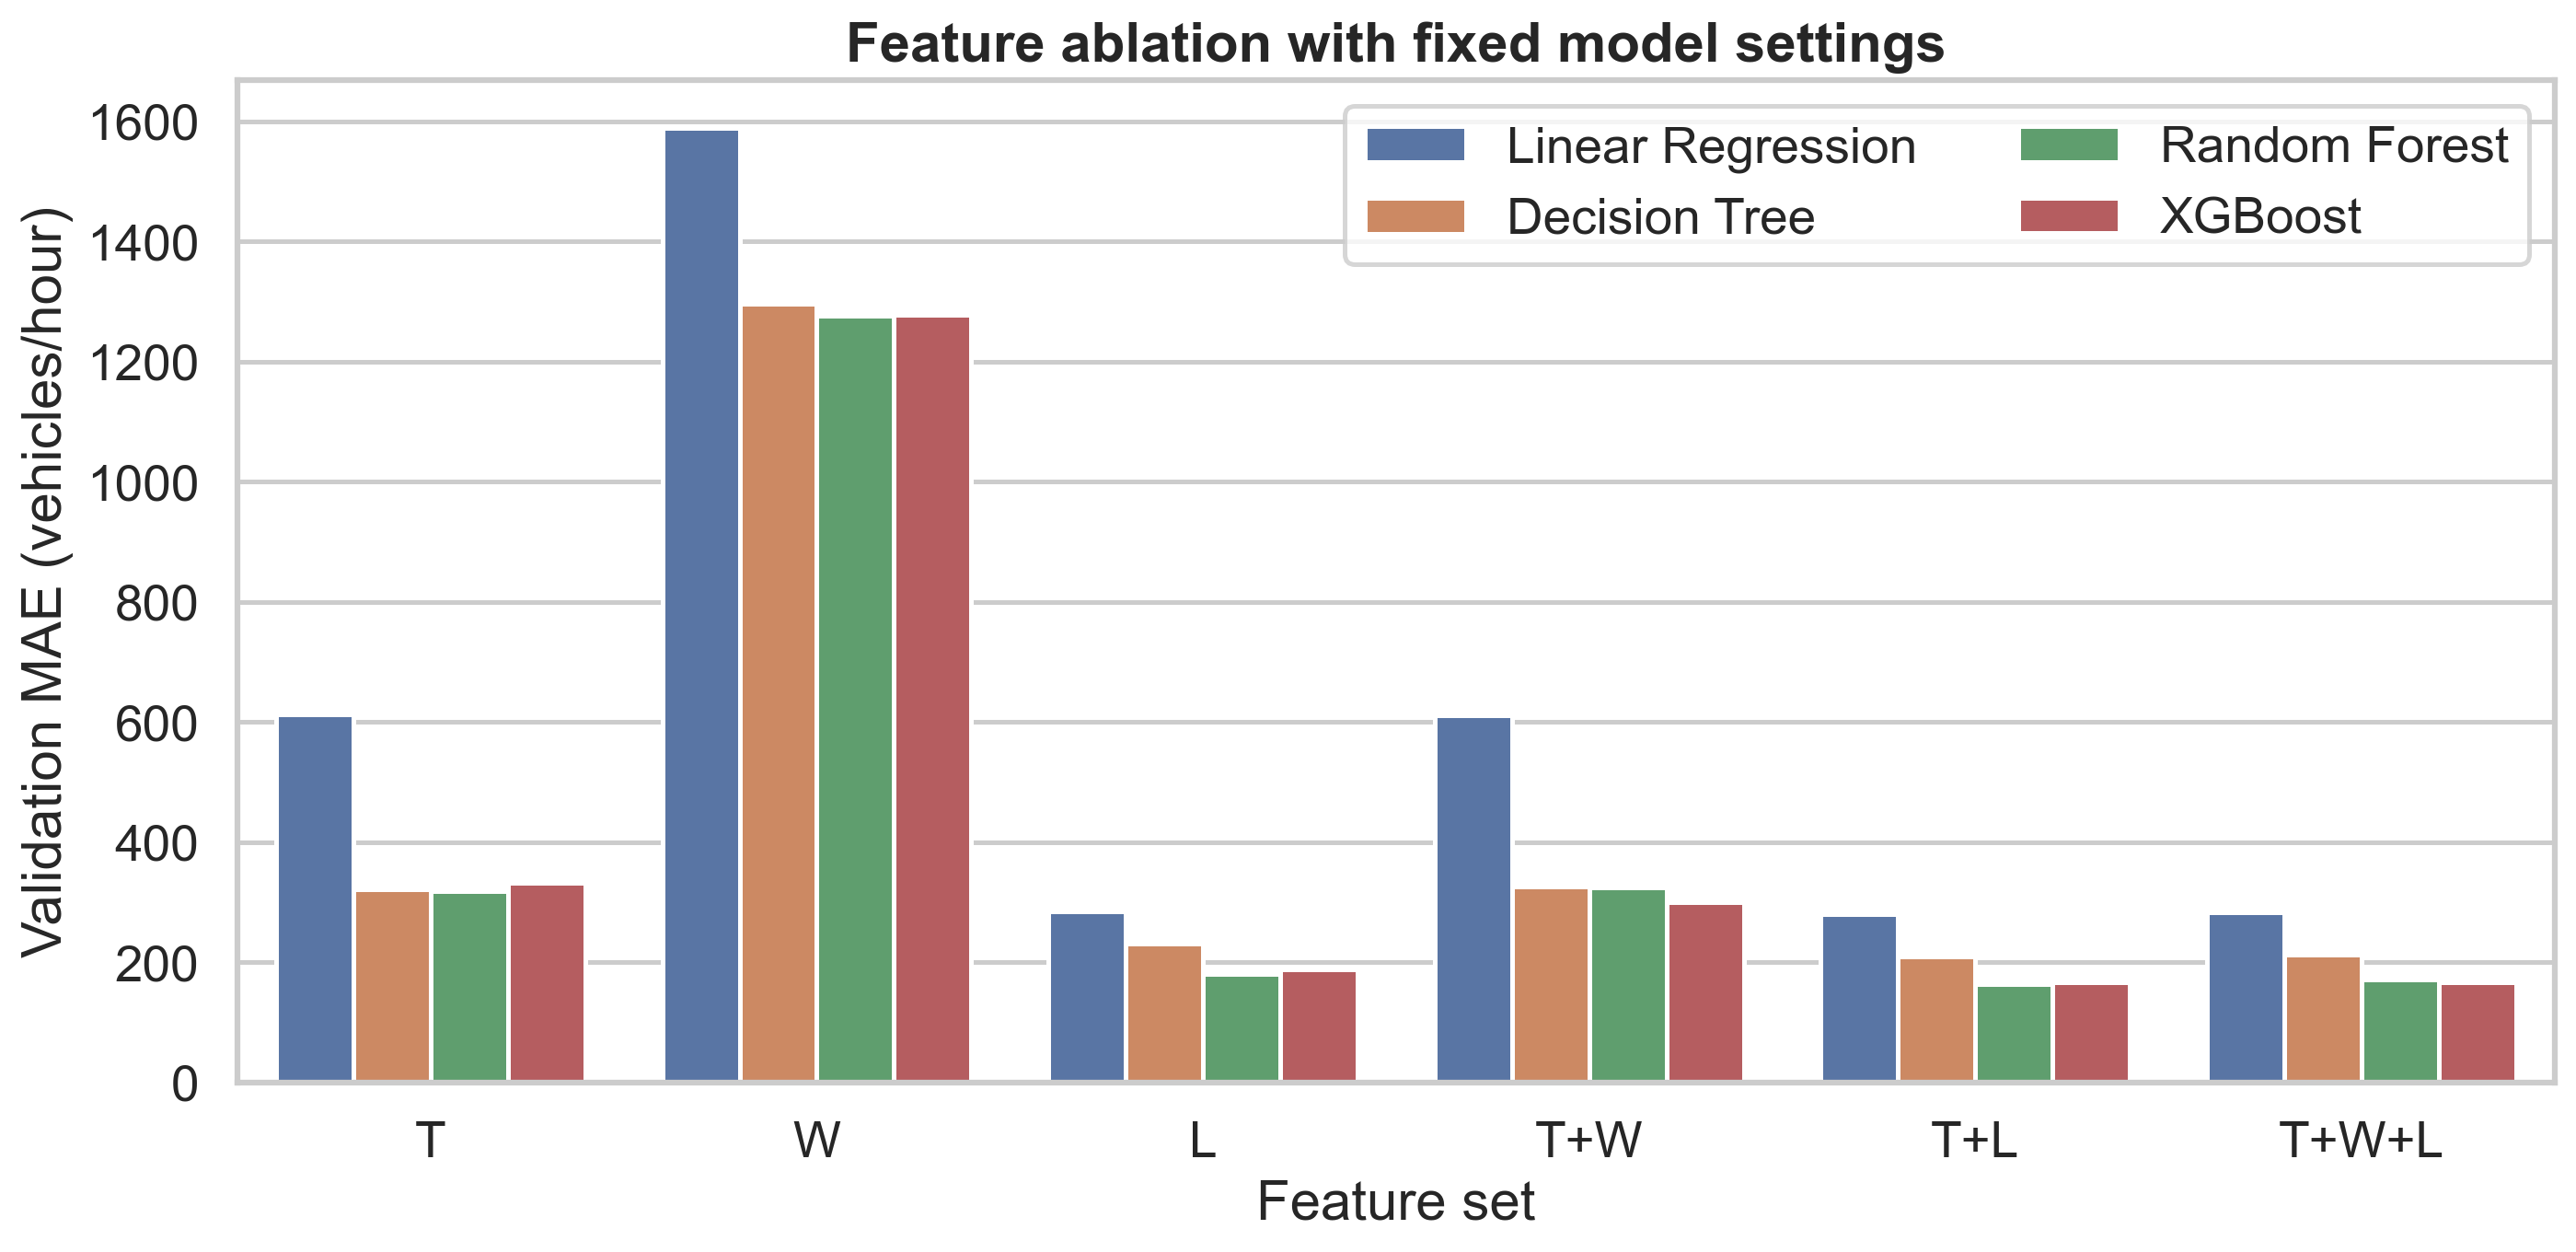 Feature ablation with fixed model settings
Linear Regression
Decision Tree
Random Forest
XGBoost
Validation MAE (vehicles/hour)
1600
1400
1200
1000
800
600
400
200
0
T
W
L
T+W
T+L
T+W+L
Feature set